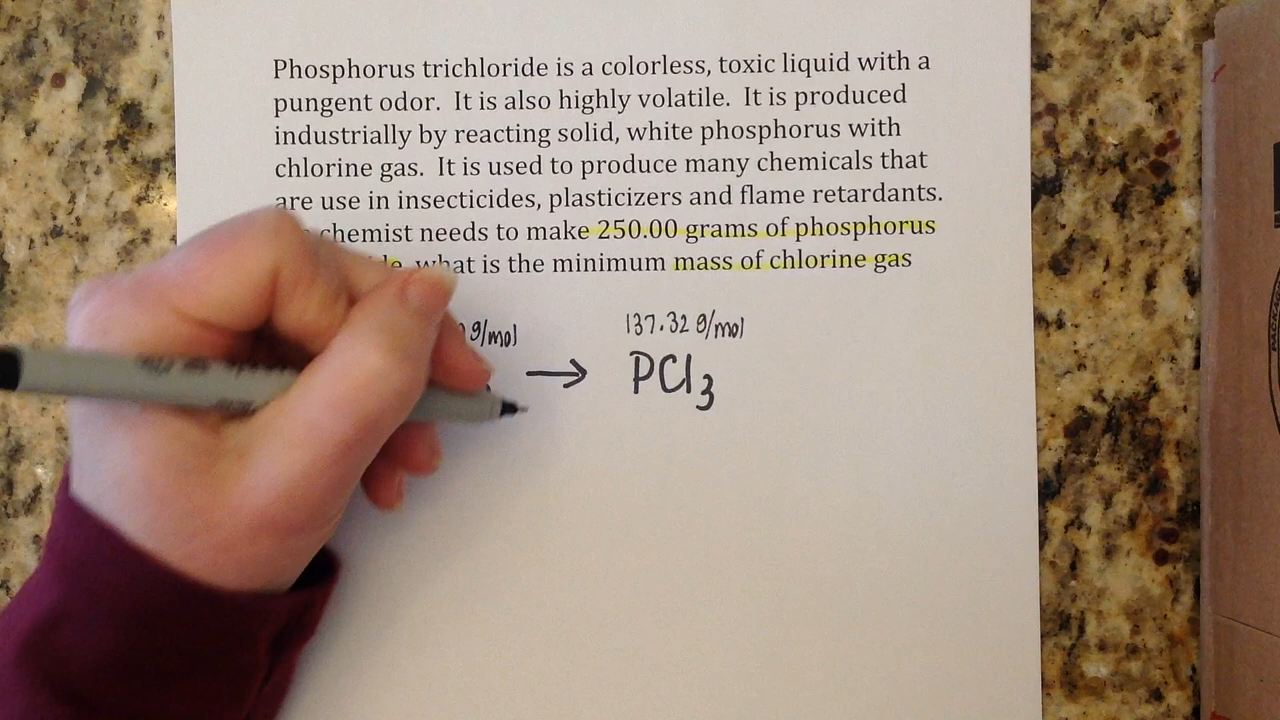 Phosphorus trichloride is a colorless, toxic liquid with a
pungent odor. It is also highly volatile. It is produced
industrially by reacting solid, white phosphorus with
chlorine gas. It is used to produce many chemicals that
are use in insecticides, plasticizers and flame retardants.
chemist needs to make 250.00 grams of phosphorus
what is the minimum mass of chlorine gas
g/mol 137.32 g/mol
→ PCl3